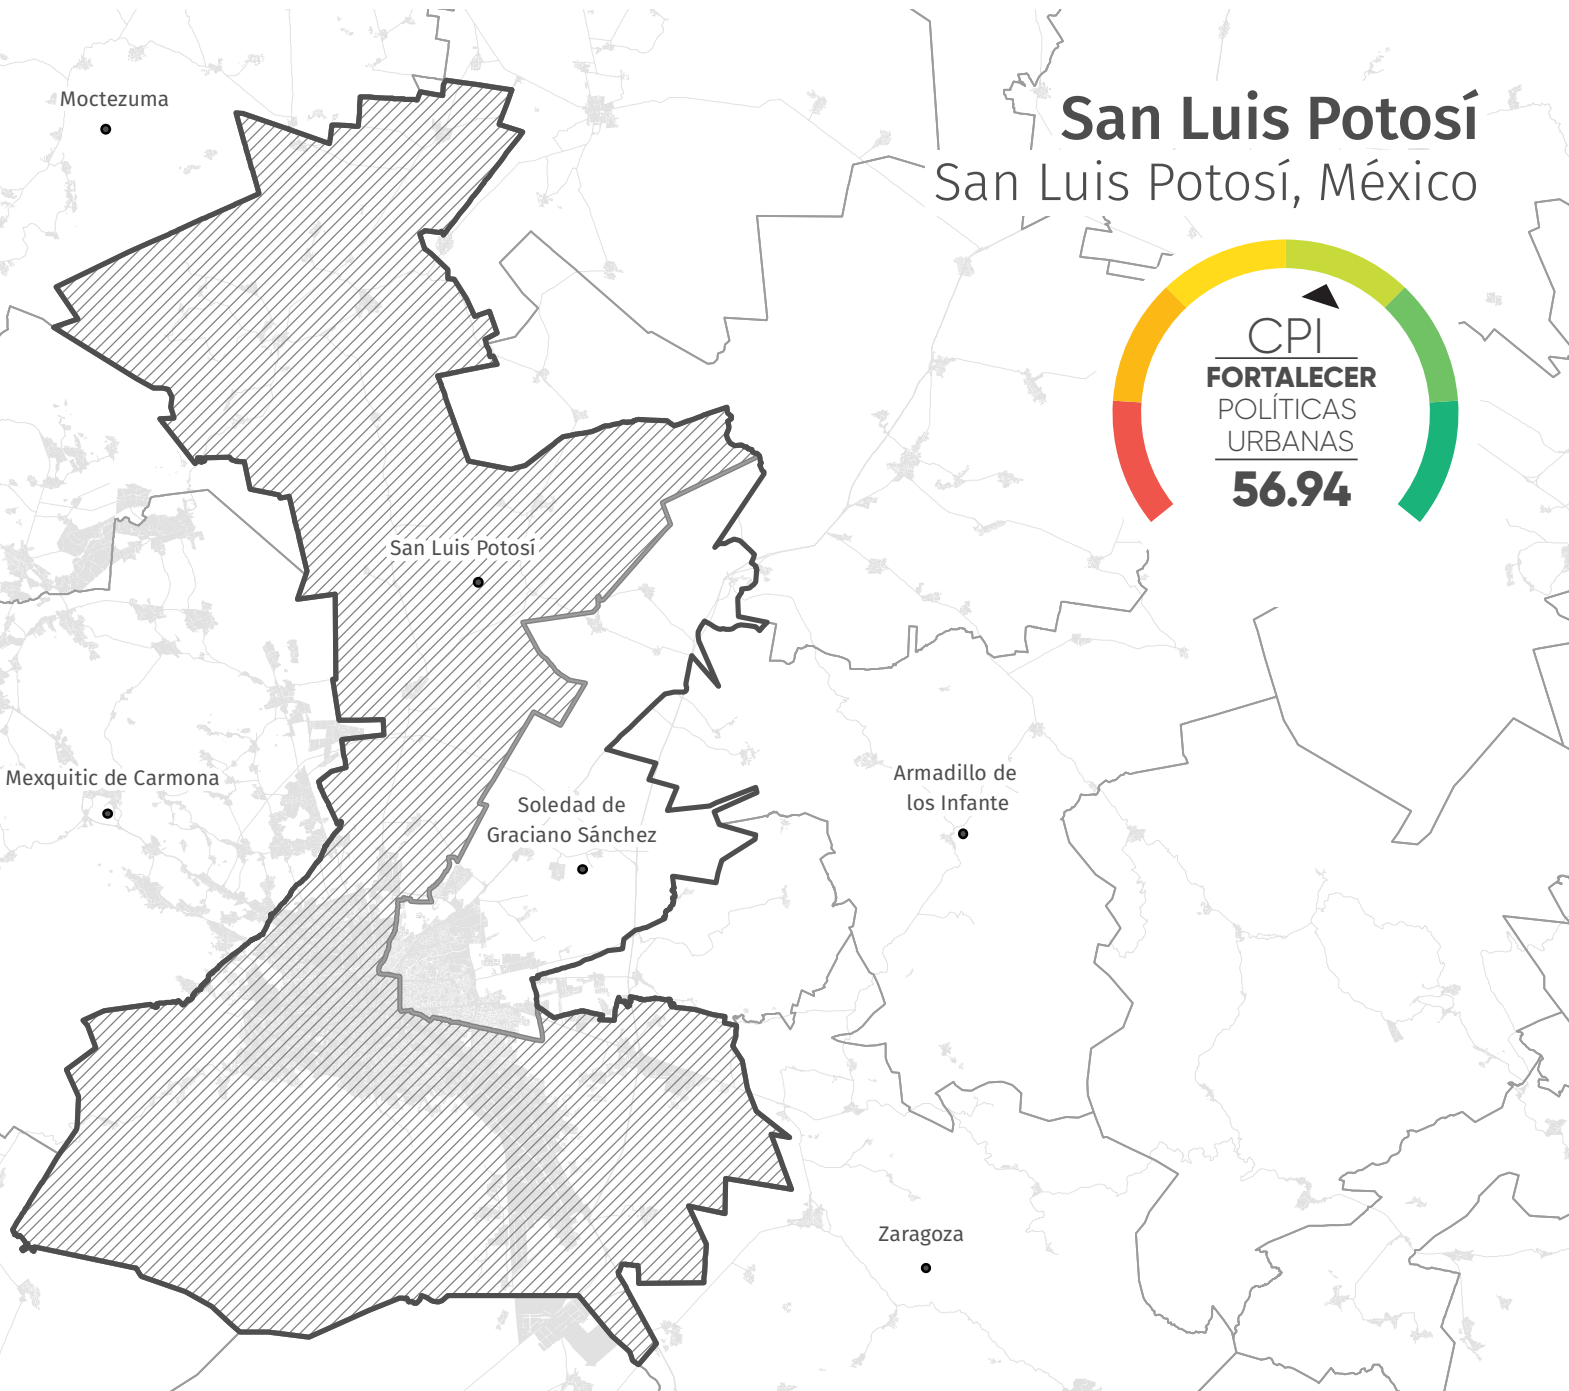 Moctezuma
San Luis Potosí
San Luis Potosí, México
CPI
FORTALECER
POLÍTICAS
URBANAS
56.94
San Luis Potosí
Mexquitic de Carmona
Soledad de
Graciano Sánchez
Armadillo de
los Infante
Zaragoza